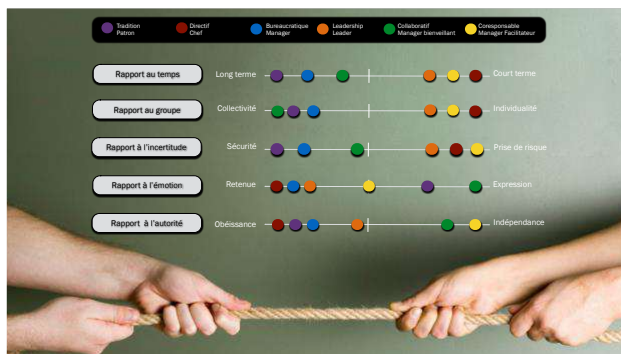 Tradition
Patron
Directif
Chef
Bureaucratique
Manager
Leadership
Leader
Collaboratif
Manager bienveillant
Coresponsable
Manager Facilitateur
Rapport au temps Long terme Court terme
Rapport au groupe Collectivité Individualité
Rapport à l'incertitude Sécurité Prise de risque
Rapport à l'émotion Retenue Expression
Rapport à l'autorité Obéissance Indépendance